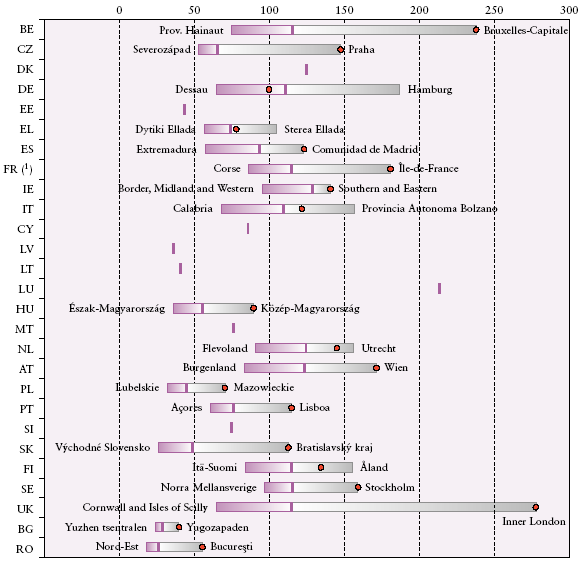 0 50 100 150 200 250 300
BE Prov. Hainaut Bruxelles-Capitale
CZ Severozápad Praha
DK
DE Dessau Hamburg
EE
EL Dytiki Ellada Sterea Ellada
ES Extremadura Comunidad de Madrid
FR (¹) Corse Île-de-France
IE Border, Midland and Western Southern and Eastern
IT Calabria Provincia Autonoma Bolzano
CY
LV
LT
LU
HU Észak-Magyarország Közép-Magyarország
MT
NL Flevoland Utrecht
AT Burgenland Wien
PL Lubelskie Mazowieckie
PT Açores Lisboa
SI
SK Východné Slovensko Bratislavský kraj
FI Itä-Suomi Åland
SE Norra Mellansverige Stockholm
UK Cornwall and Isles of Scilly
Inner London
BG Yuzhen tsentralen Yugozapaden
RO Nord-Est Bucureşti